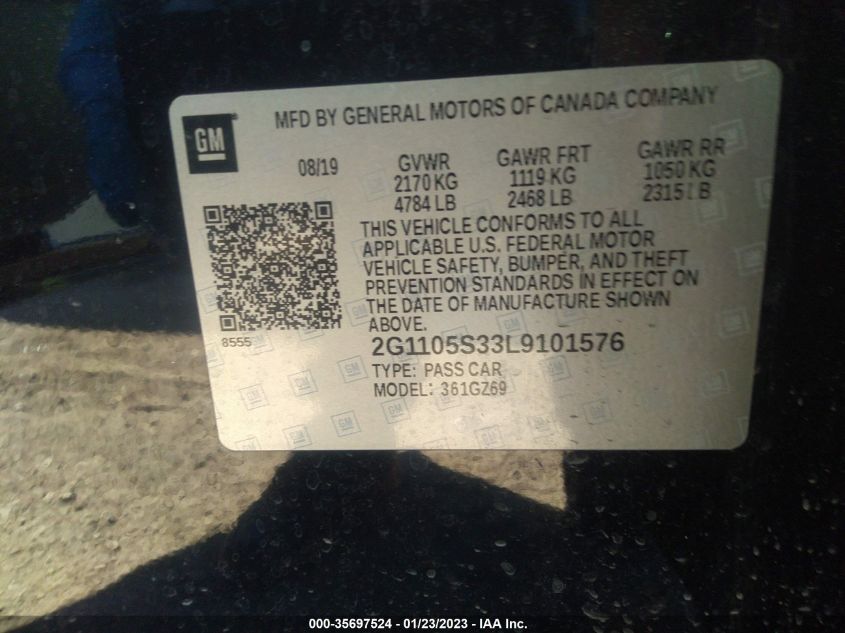 GM
MFD BY GENERAL MOTORS OF CANADA COMPANY
08/19 GVWR GAWR FRT GAWR RR
2170 KG 1119 KG 1050 KG
4784 LB 2468 LB 2315 LB
THIS VEHICLE CONFORMS TO ALL
APPLICABLE U.S. FEDERAL MOTOR
VEHICLE SAFETY, BUMPER, AND THEFT
PREVENTION STANDARDS IN EFFECT ON
THE DATE OF MANUFACTURE SHOWN
ABOVE.
8555
2G1105S33L9101576
TYPE: PASS CAR
MODEL: 361GZ69
000-35697524 - 01/23/2023 - IAA Inc.